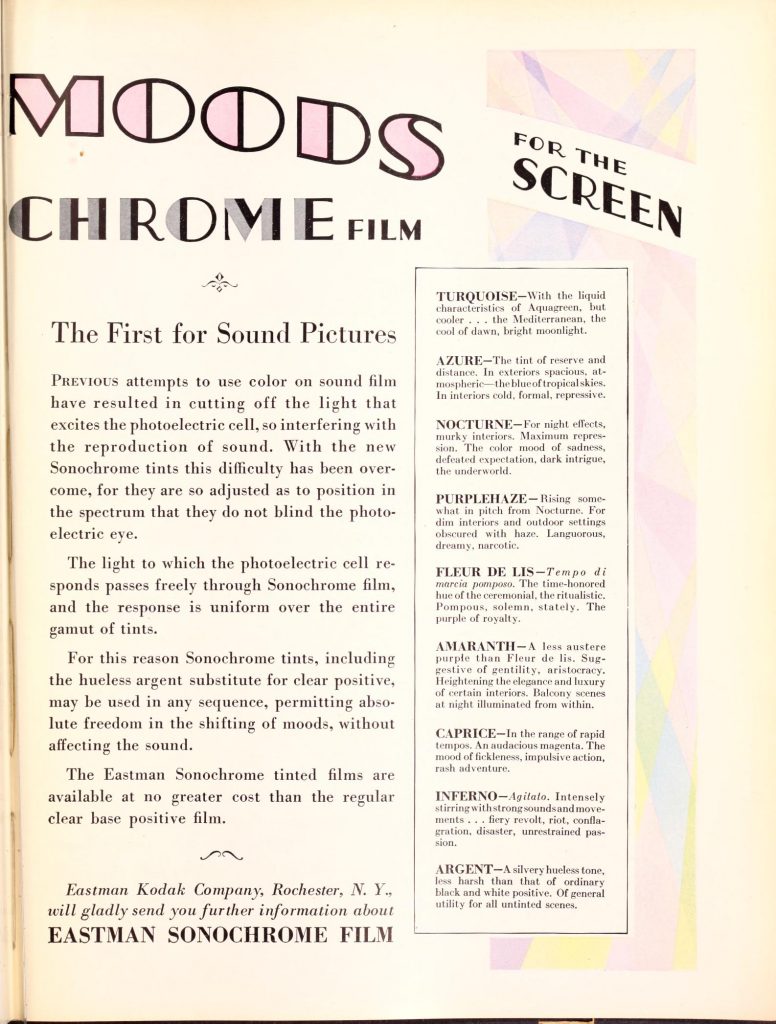 MOODS
FOR THE
SCREEN
CHROME FILM
The First for Sound Pictures
PREVIOUS attempts to use color on sound film
have resulted in cutting off the light that
excites the photoelectric cell, so interfering with
the reproduction of sound. With the new
Sonochrome tints this difficulty has been over-
come, for they are so adjusted as to position in
the spectrum that they do not blind the photo-
electric eye.
The light to which the photoelectric cell re-
sponds passes freely through Sonochrome film,
and the response is uniform over the entire
gamut of tints.
For this reason Sonochrome tints, including
the hueless argent substitute for clear positive,
may be used in any sequence, permitting abso-
lute freedom in the shifting of moods, without
affecting the sound.
The Eastman Sonochrome tinted films are
available at no greater cost than the regular
clear base positive film.
Eastman Kodak Company, Rochester, N. Y.,
will gladly send you further information about
EASTMAN SONOCHROME FILM
TURQUOISE—With the liquid
characteristics of Aquagreen, but
cooler . . . the Mediterranean, the
cool of dawn, bright moonlight.
AZURE—The tint of reserve and
distance. In exteriors spacious, at-
mospheric—the blue of tropical skies.
In interiors cold, formal, repressive.
NOCTURNE—For night effects,
murky interiors. Maximum repres-
sion. The color mood of sadness,
defeated expectation, dark intrigue,
the underworld.
PURPLEHAZE—Rising some-
what in pitch from Nocturne. For
dim interiors and outdoor settings
obscured with haze. Languorous,
dreamy, narcotic.
FLEUR DE LIS—Tempo di
marcia pomposo. The time-honored
hue of the ceremonial, the ritualistic.
Pompous, solemn, stately. The
purple of royalty.
AMARANTH—A less austere
purple than Fleur de lis. Sug-
gestive of gentility, aristocracy.
Heightening the elegance and luxury
of certain interiors. Balcony scenes
at night illuminated from within.
CAPRICE—In the range of rapid
tempos. An audacious magenta. The
mood of fickleness, impulsive action,
rash adventure.
INFERNO—Agitato. Intensely
stirring with strong sounds and move-
ments . . . fiery revolt, riot, confla-
gration, disaster, unrestrained pas-
sion.
ARGENT—A silvery hueless tone,
less harsh than that of ordinary
black and white positive. Of general
utility for all untinted scenes.